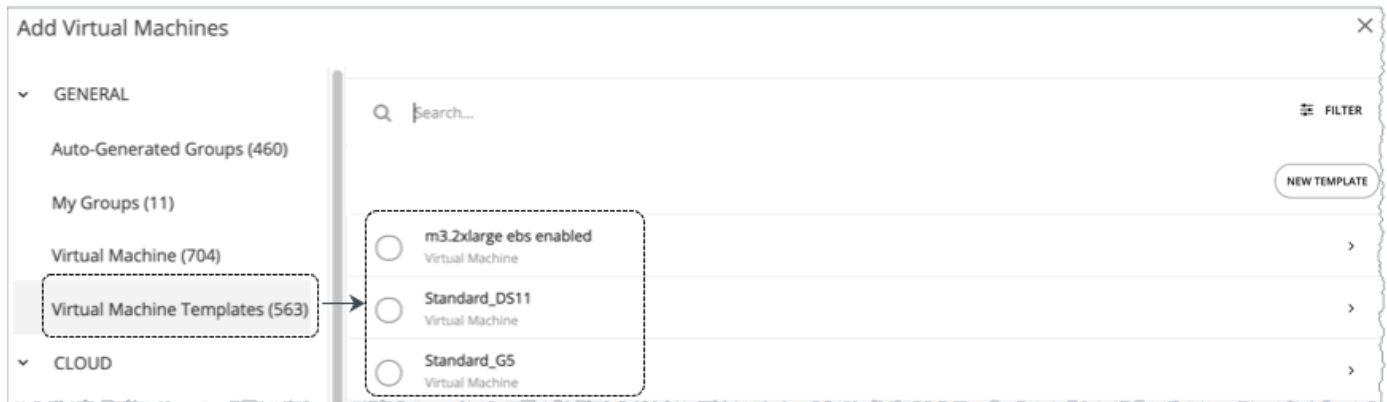 Add Virtual Machines
GENERAL
Auto-Generated Groups (460)
My Groups (11)
Virtual Machine (704)
Virtual Machine Templates (563)
CLOUD
Search...
FILTER
NEW TEMPLATE
m3.2xlarge ebs enabled
Virtual Machine
Standard_DS11
Virtual Machine
Standard_G5
Virtual Machine